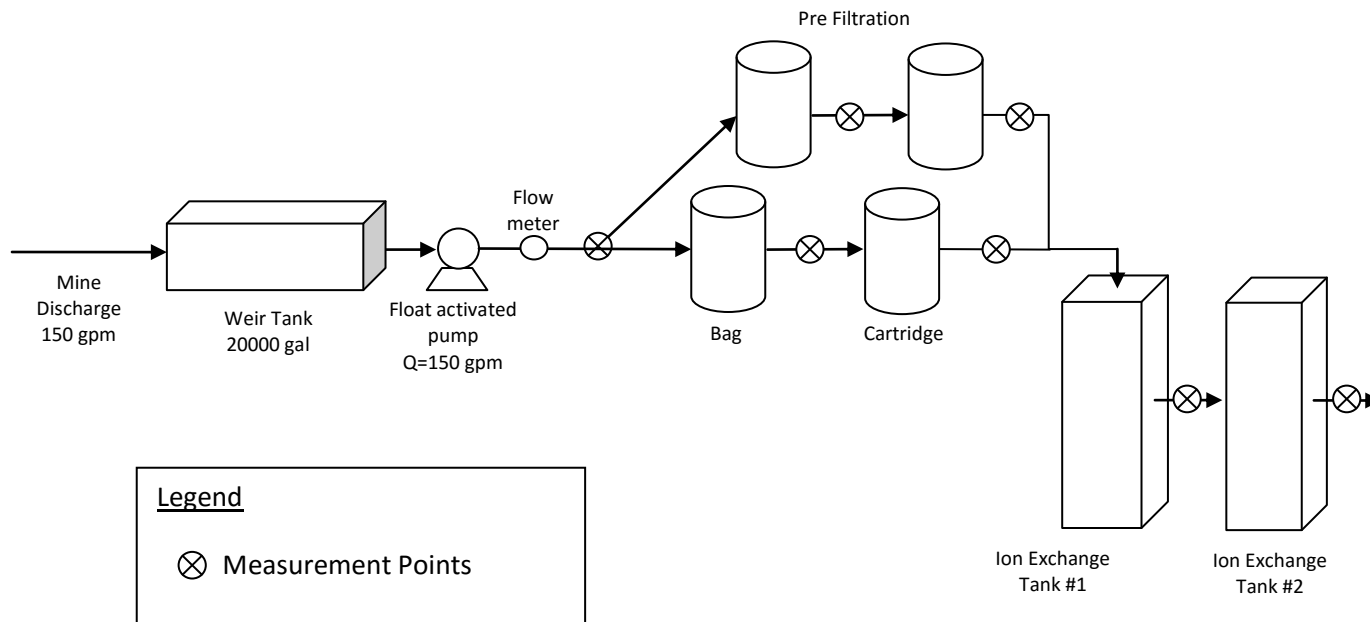 Pre Filtration
Flow
meter
Mine
Discharge
150 gpm
Weir Tank
20000 gal
Float activated
pump
Q=150 gpm
Bag
Cartridge
Legend
Measurement Points
Ion Exchange
Tank #1
Ion Exchange
Tank #2